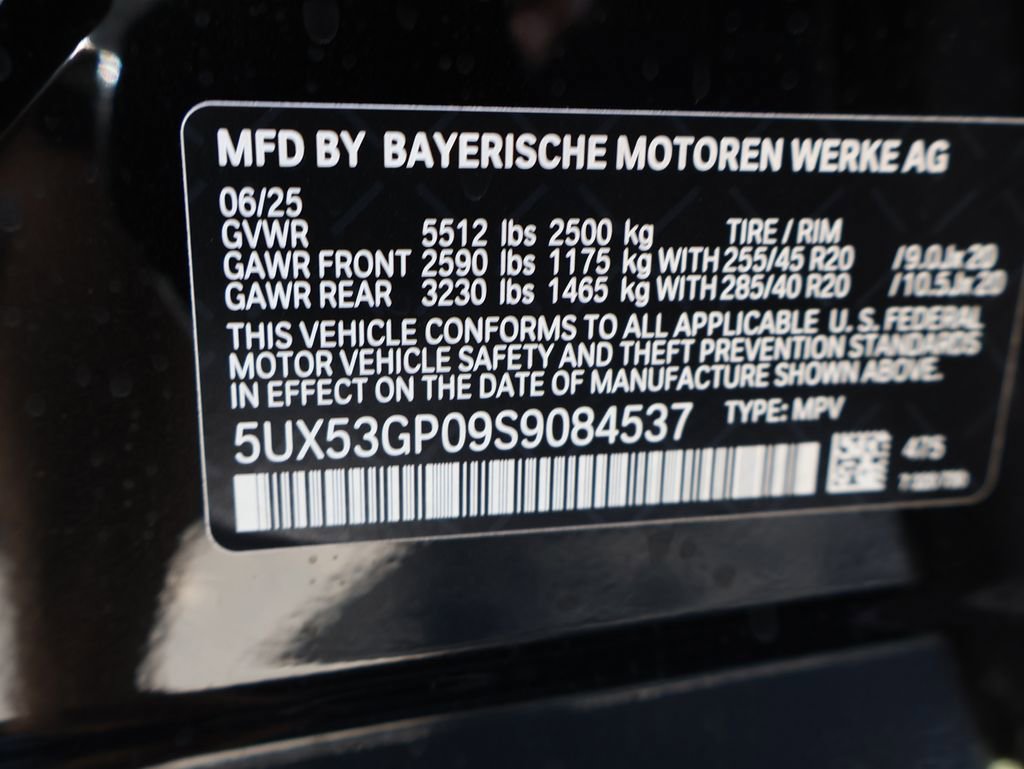 MFD BY BAYERISCHE MOTOREN WERKE AG
06/25
GVWR 5512 lbs 2500 kg TIRE / RIM
GAWR FRONT 2590 lbs 1175 kg WITH 255/45 R20 /9.0Jx20
GAWR REAR 3230 lbs 1465 kg WITH 285/40 R20 /10.5Jx20
THIS VEHICLE CONFORMS TO ALL APPLICABLE U.S. FEDERAL
MOTOR VEHICLE SAFETY AND THEFT PREVENTION STANDARDS
IN EFFECT ON THE DATE OF MANUFACTURE SHOWN ABOVE.
5UX53GP09S9084537 TYPE: MPV
475